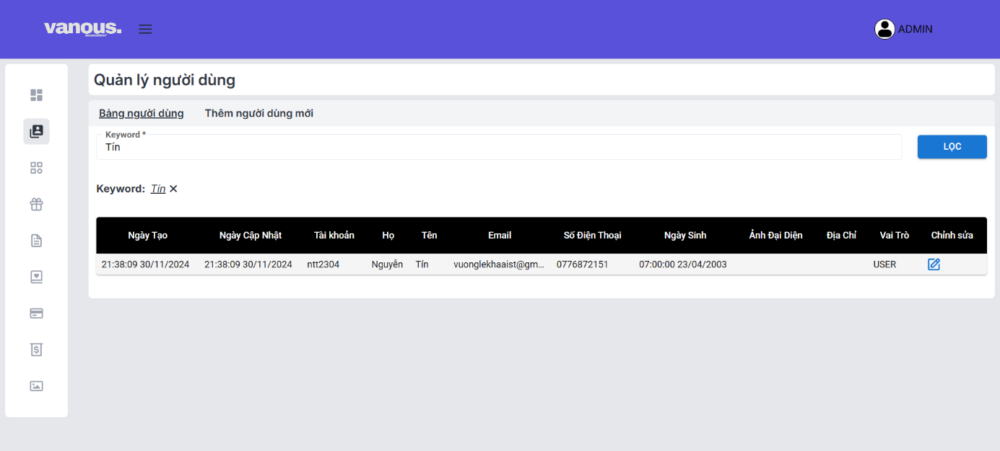 vanous.
ADMIN
Quản lý người dùng
Bảng người dùng Thêm người dùng mới
Keyword *
Tín
LỌC
Keyword: Tín
Ngày Tạo Ngày Cập Nhật Tài khoản Họ Tên Email Số Điện Thoại Ngày Sinh Ảnh Đại Diện Địa Chỉ Vai Trò Chỉnh sửa
21:38:09 30/11/2024 21:38:09 30/11/2024 ntt2304 Nguyễn Tín vuonglekhaaist@gm... 0776872151 07:00:00 23/04/2003 USER